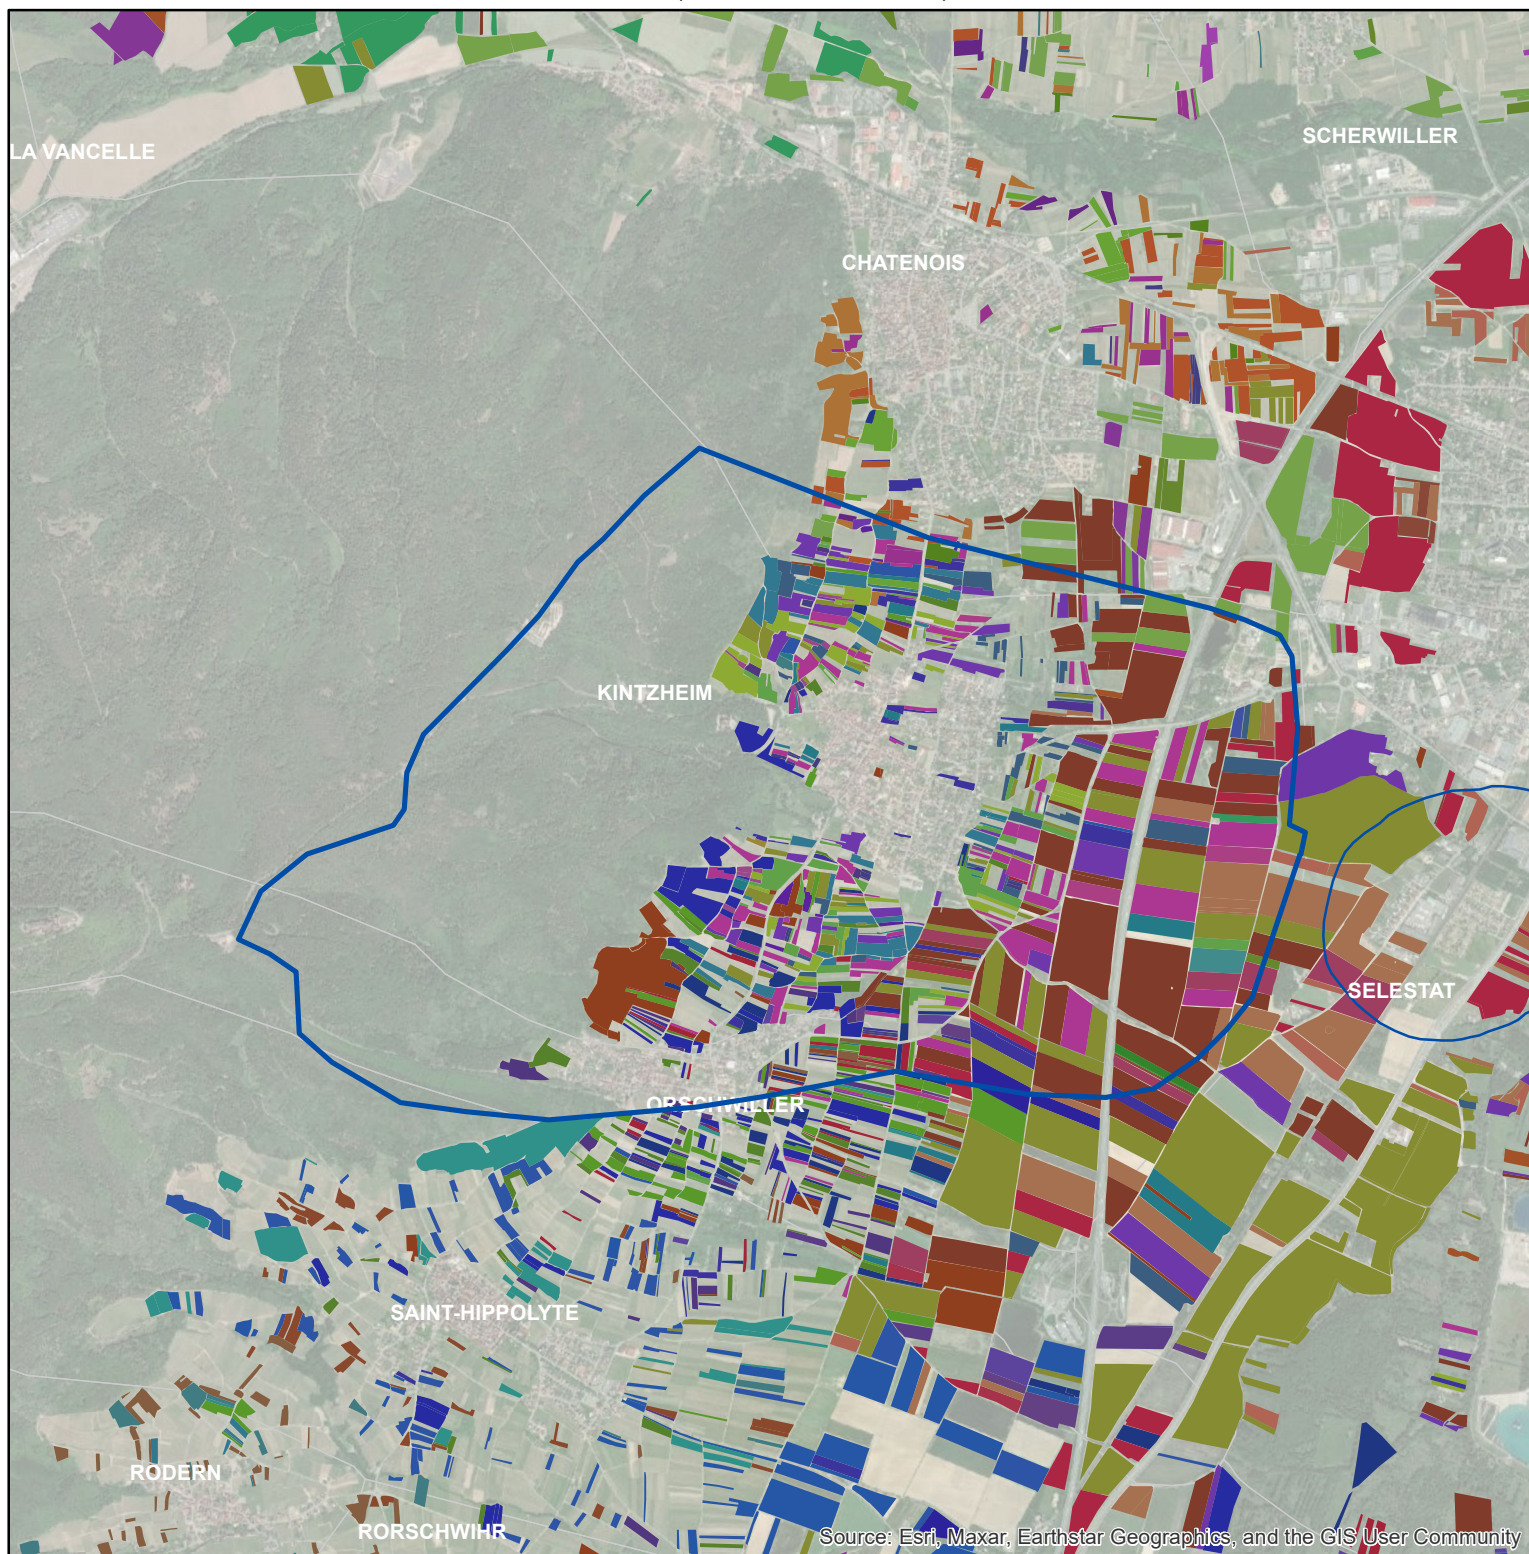 LA VANCELLE
SCHERWILLER
CHATENOIS
KINTZHEIM
SELESTAT
ORSCHWILLER
SAINT-HIPPOLYTE
RODERN
RORSCHWIHR
Source: Esri, Maxar, Earthstar Geographics, and the GIS User Community